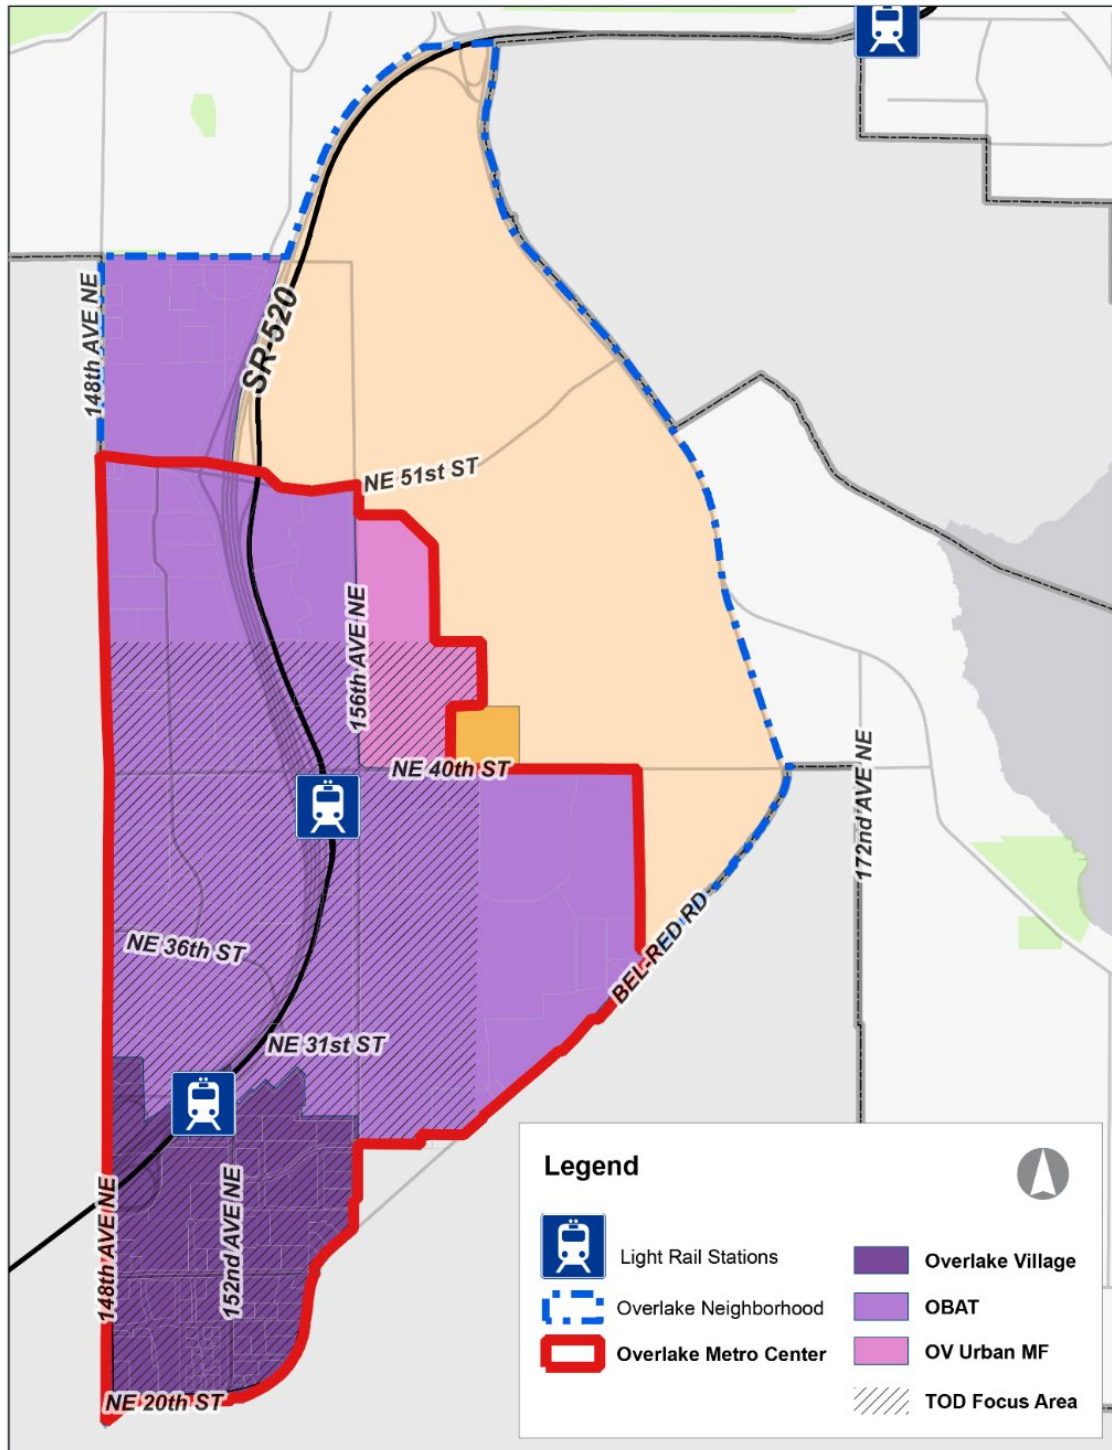 148th AVE NE
SR-520
NE 51st ST
156th AVE NE
NE 40th ST
172nd AVE NE
NE 36th ST
BEL-RED RD
NE 31st ST
148th AVE NE
152nd AVE NE
NE 20th ST
Legend
Light Rail Stations
Overlake Neighborhood
Overlake Metro Center
Overlake Village
OBAT
OV Urban MF
TOD Focus Area